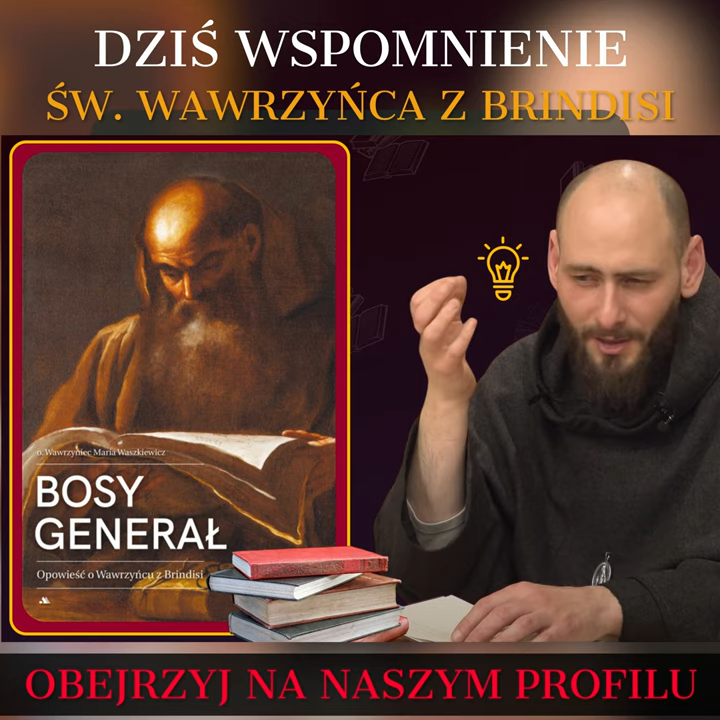 DZIŚ WSPOMNIENIE
ŚW. WAWRZYŃCA Z BRINDISI
o. Wawrzyniec Maria Waszkiewicz
BOSY
GENERAŁ
Opowieść o Wawrzyńcu z Brindisi
OBEJRZYJ NA NASZYM PROFILU